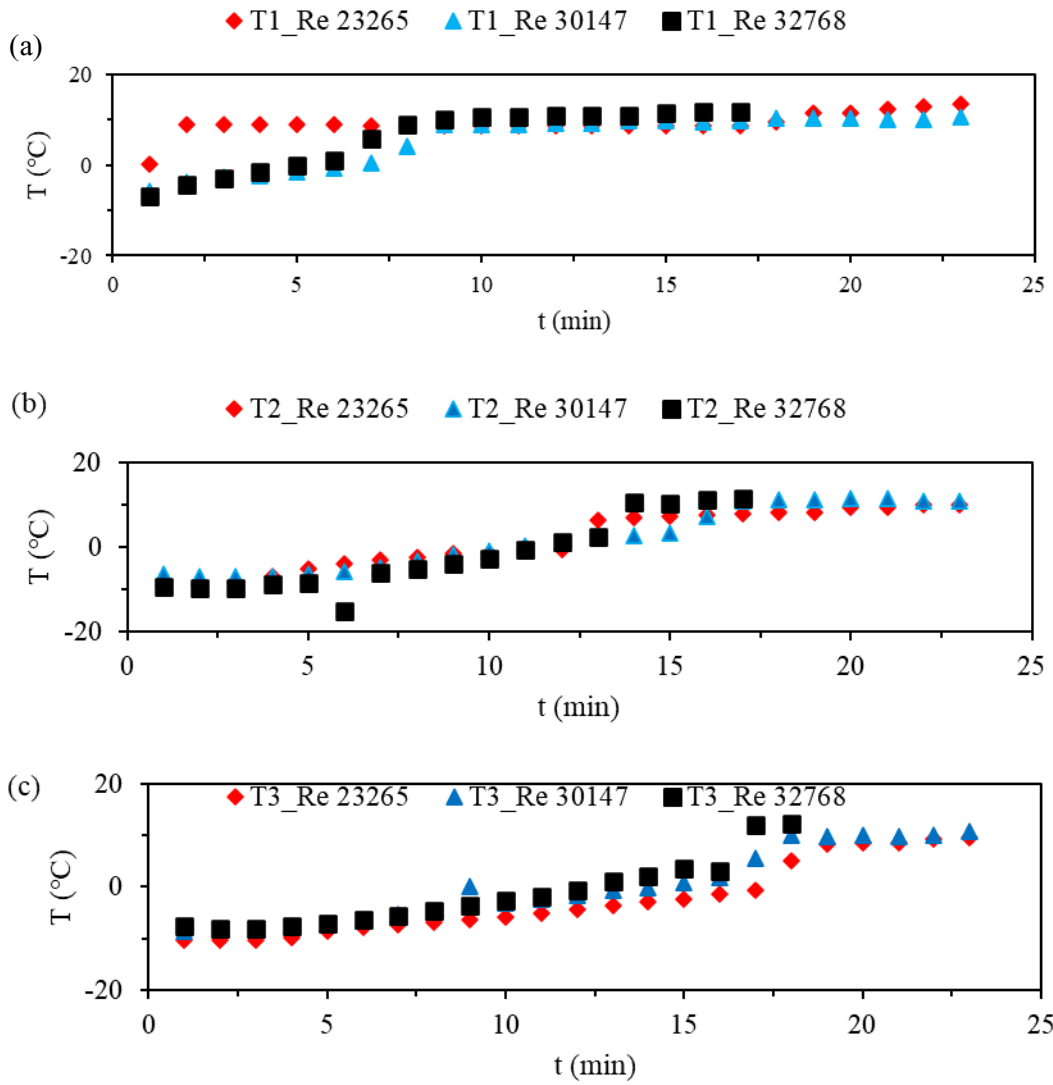 (a)
T1_Re 23265 T1_Re 30147 T1_Re 32768
20
0
-20
T (°C)
0 5 10 15 20 25
t (min)
(b)
T2_Re 23265 T2_Re 30147 T2_Re 32768
20
0
-20
T (°C)
0 5 10 15 20 25
t (min)
(c)
T3_Re 23265 T3_Re 30147 T3_Re 32768
20
0
-20
T (°C)
0 5 10 15 20 25
t (min)